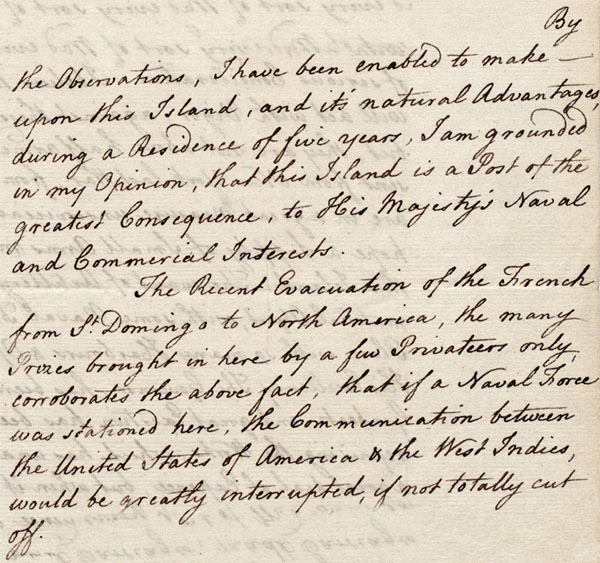 By
the Observations, I have been enabled to make —
upon this Island, and it's natural Advantages,
during a Residence of five years, I am grounded
in my Opinion, that this Island is a Post of the
greatest Consequence, to His Majesty's Naval
and Commercial Interests.
The Recent Evacuation of the French
from St. Domingo to North America, the many
Prizes brought in here by a few Privateers only,
corroborates the above fact, that if a Naval Force
was stationed here, the Communication between
the United States of America & the West Indies,
would be greatly interrupted, if not totally cut
off.